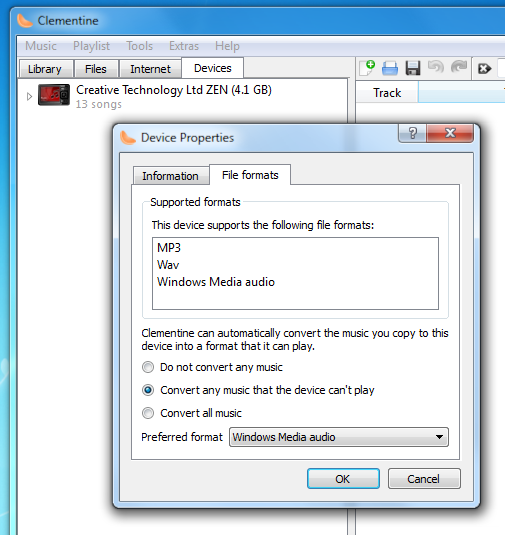 Clementine
Music Playlist Tools Extras Help
Library Files Internet Devices
Creative Technology Ltd ZEN (4.1 GB)
13 songs
Track
Device Properties
Information File formats
Supported formats
This device supports the following file formats:
MP3
Wav
Windows Media audio
Clementine can automatically convert the music you copy to this
device into a format that it can play.
Do not convert any music
Convert any music that the device can't play
Convert all music
Preferred format Windows Media audio
OK Cancel